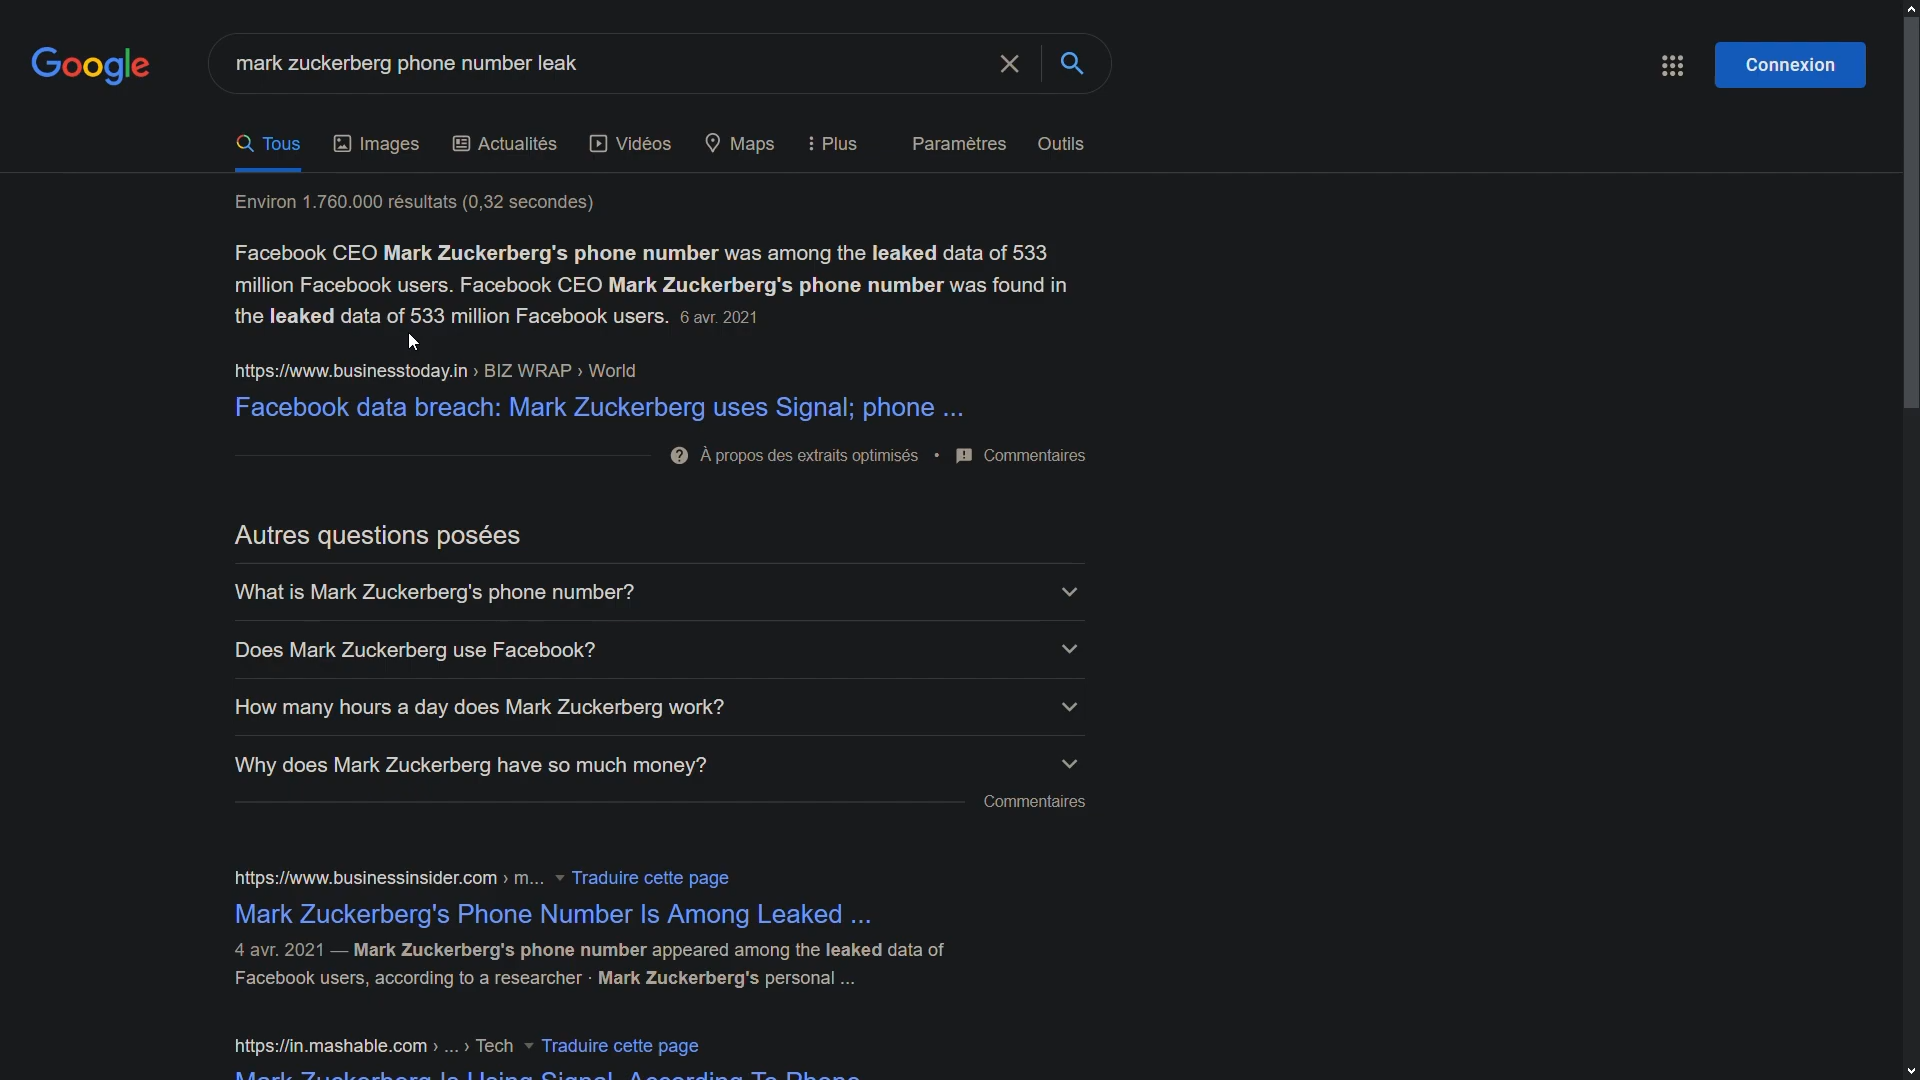 Google
mark zuckerberg phone number leak
Connexion
Tous Images Actualités Vidéos Maps Plus Paramètres Outils
Environ 1.760.000 résultats (0,32 secondes)
Facebook CEO Mark Zuckerberg's phone number was among the leaked data of 533
million Facebook users. Facebook CEO Mark Zuckerberg's phone number was found in
the leaked data of 533 million Facebook users. 6 avr. 2021
https://www.businesstoday.in › BIZ WRAP › World
Facebook data breach: Mark Zuckerberg uses Signal; phone ...
À propos des extraits optimisés • Commentaires
Autres questions posées
What is Mark Zuckerberg's phone number?
Does Mark Zuckerberg use Facebook?
How many hours a day does Mark Zuckerberg work?
Why does Mark Zuckerberg have so much money?
Commentaires
https://www.businessinsider.com › m... Traduire cette page
Mark Zuckerberg's Phone Number Is Among Leaked ...
4 avr. 2021 — Mark Zuckerberg's phone number appeared among the leaked data of
Facebook users, according to a researcher · Mark Zuckerberg's personal ...
https://in.mashable.com › ... › Tech Traduire cette page
Mark Zuckerberg Is Using Signal, According To Phone